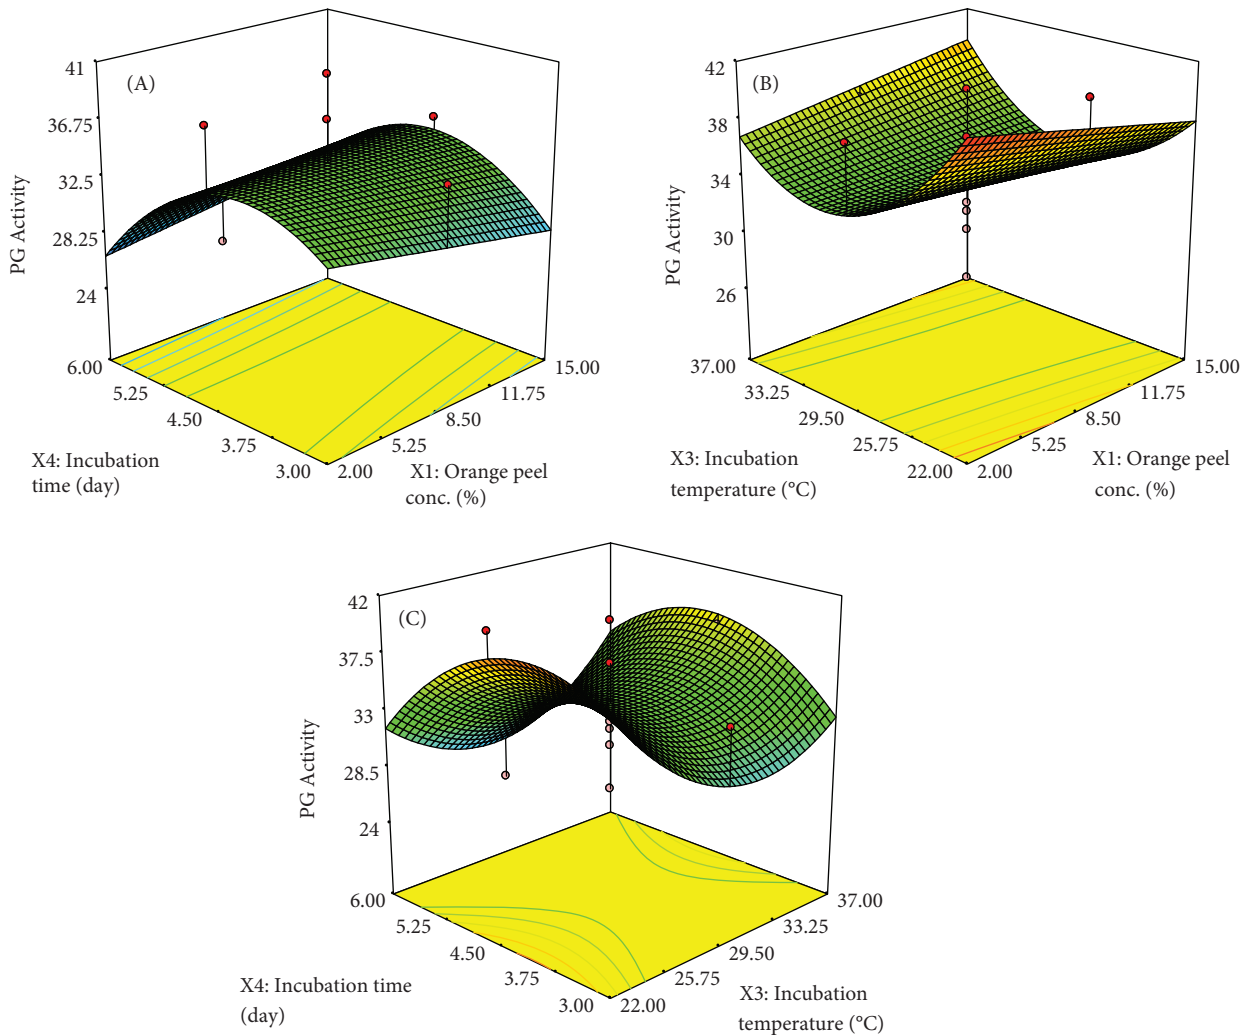 (A)
41
36.75
32.5
28.25
24
PG Activity
6.00
5.25
4.50
3.75
3.00
2.00
5.25
8.50
11.75
15.00
X4: Incubation
time (day)
X1: Orange peel
conc. (%)
(B)
42
38
34
30
26
PG Activity
37.00
33.25
29.50
25.75
22.00
2.00
5.25
8.50
11.75
15.00
X3: Incubation
temperature (°C)
X1: Orange peel
conc. (%)
(C)
42
37.5
33
28.5
24
PG Activity
6.00
5.25
4.50
3.75
3.00
22.00
25.75
29.50
33.25
37.00
X4: Incubation time
(day)
X3: Incubation
temperature (°C)